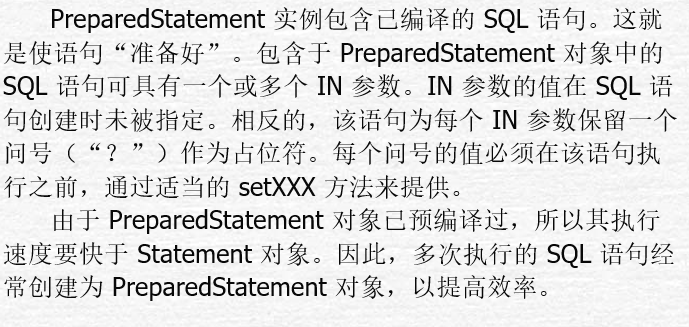 PreparedStatement 实例包含已编译的 SQL 语句。这就
是使语句“准备好”。包含于 PreparedStatement 对象中的
SQL 语句可具有一个或多个 IN 参数。IN 参数的值在 SQL 语
句创建时未被指定。相反的，该语句为每个 IN 参数保留一个
问号（“？”）作为占位符。每个问号的值必须在该语句执
行之前，通过适当的 setXXX 方法来提供。
由于 PreparedStatement 对象已预编译过，所以其执行
速度要快于 Statement 对象。因此，多次执行的 SQL 语句经
常创建为 PreparedStatement 对象，以提高效率。